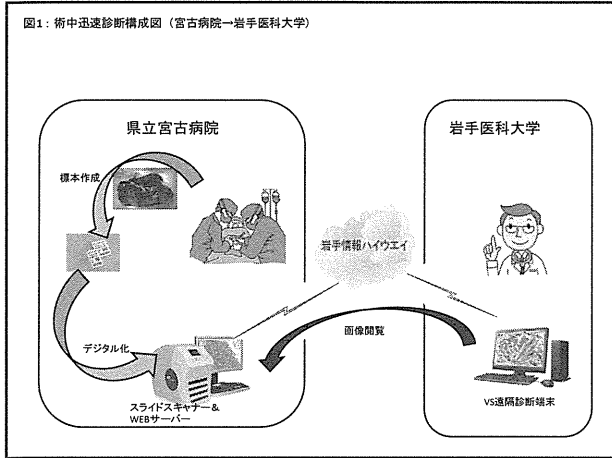 図1：術中迅速診断構成図（宮古病院→岩手医科大学）
県立宮古病院
岩手医科大学
標本作成
岩手情報ハイウエイ
デジタル化
画像閲覧
スライドスキャナー＆
WEBサーバー
VS遠隔診断端末